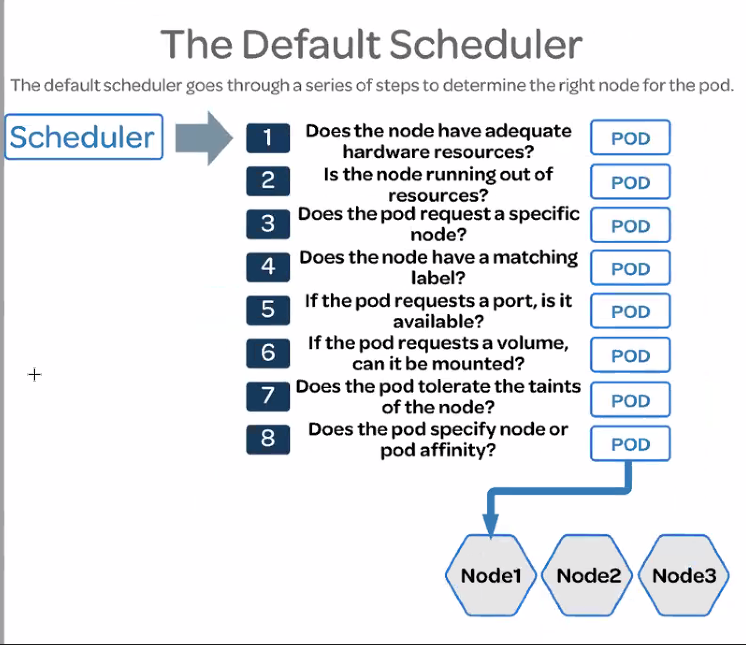 The Default Scheduler
The default scheduler goes through a series of steps to determine the right node for the pod.
Scheduler
1
Does the node have adequate
hardware resources?
POD
2
Is the node running out of
resources?
POD
3
Does the pod request a specific
node?
POD
4
Does the node have a matching
label?
POD
5
If the pod requests a port, is it
available?
POD
6
If the pod requests a volume,
can it be mounted?
POD
7
Does the pod tolerate the taints
of the node?
POD
8
Does the pod specify node or
pod affinity?
POD
Node1
Node2
Node3